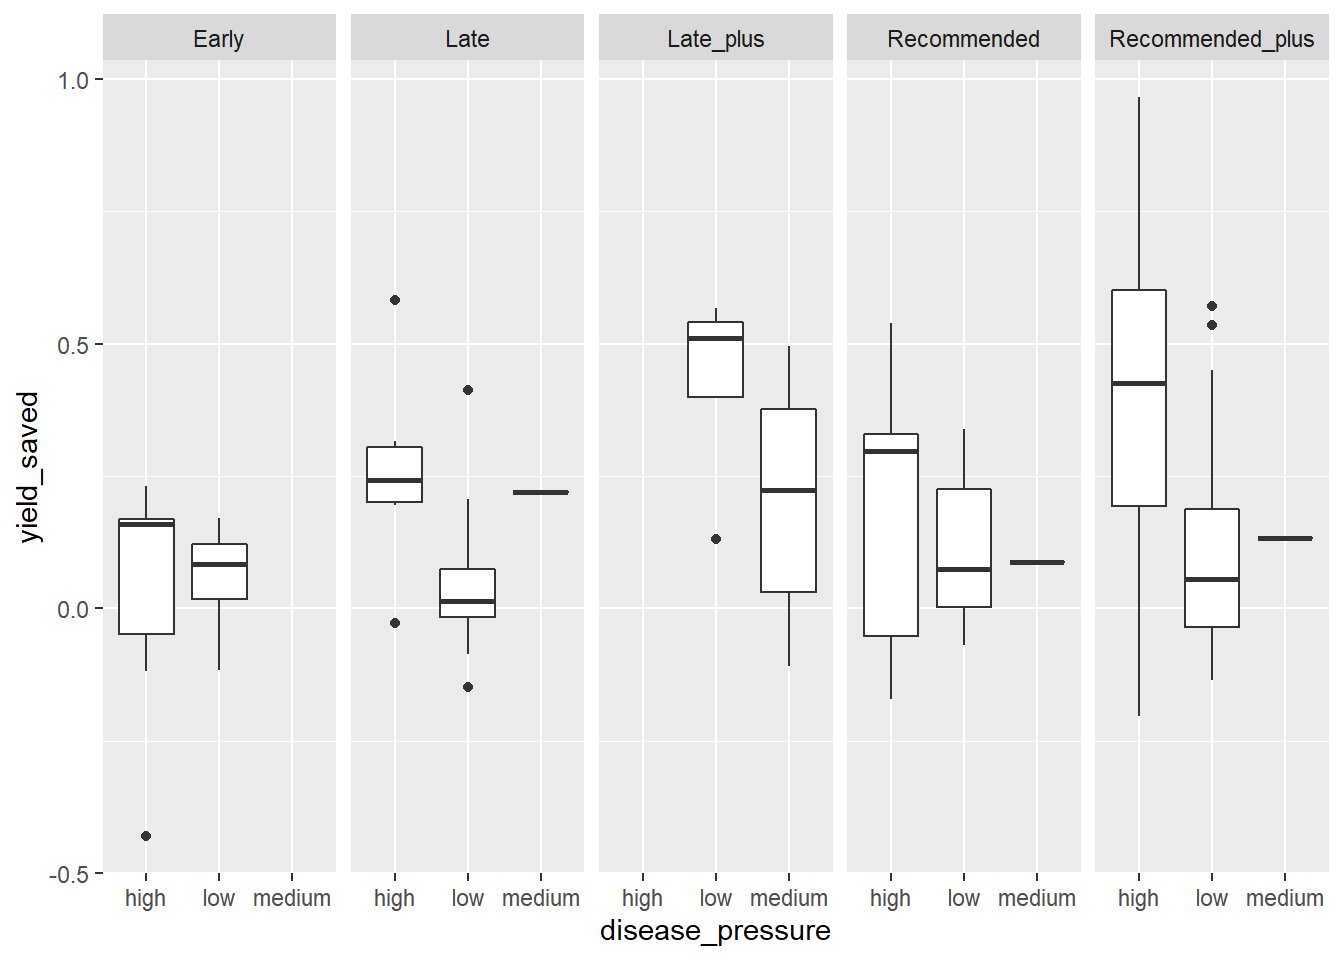 Early Late Late_plus Recommended Recommended_plus
1.0
0.5
0.0
-0.5
yield_saved
high low medium high low medium high low medium high low medium high low medium
disease_pressure